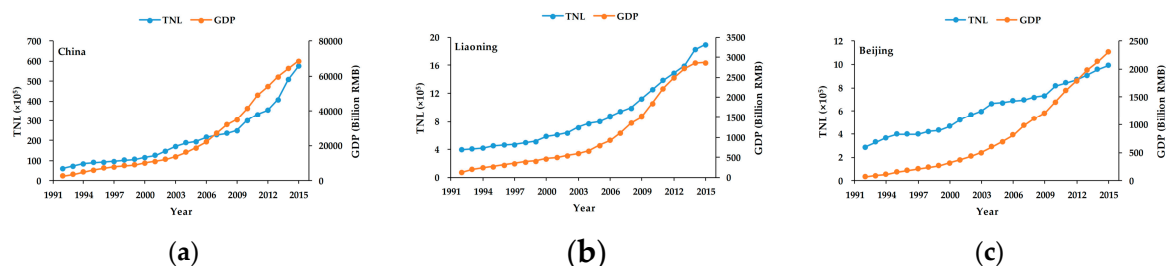 TNL GDP
China
700
600
500
400
300
200
100
0
TNL (×10⁵)
80000
60000
40000
20000
0
GDP (Bilion RMB)
1991 1994 1997 2000 2003 2006 2009 2012 2015
Year
(a)
TNL GDP
Liaoning
20
16
12
8
4
0
TNL (×10⁵)
3500
3000
2500
2000
1500
1000
500
0
GDP (Billion RMB)
1991 1994 1997 2000 2003 2006 2009 2012 2015
Year
(b)
TNL GDP
Beijing
12
10
8
6
4
2
0
TNL (×10⁵)
2500
2000
1500
1000
500
0
GDP (Billion RMB)
1991 1994 1997 2000 2003 2006 2009 2012 2015
Year
(c)